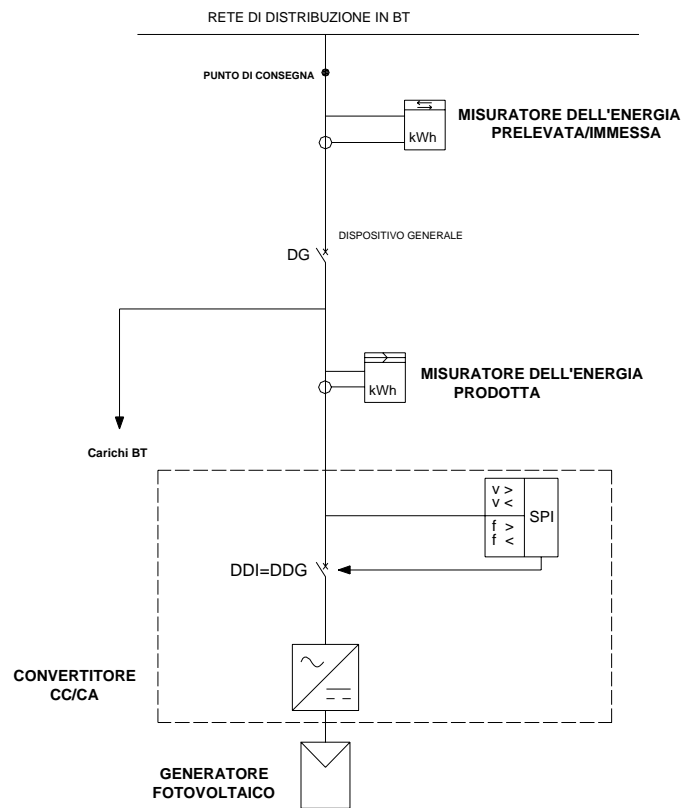 RETE DI DISTRIBUZIONE IN BT
PUNTO DI CONSEGNA
MISURATORE DELL'ENERGIA
PRELEVATA/IMMESSA
kWh
DISPOSITIVO GENERALE
DG
MISURATORE DELL'ENERGIA
PRODOTTA
kWh
Carichi BT
v >
v <
SPI
f >
f <
DDI=DDG
CONVERTITORE
CC/CA
GENERATORE
FOTOVOLTAICO